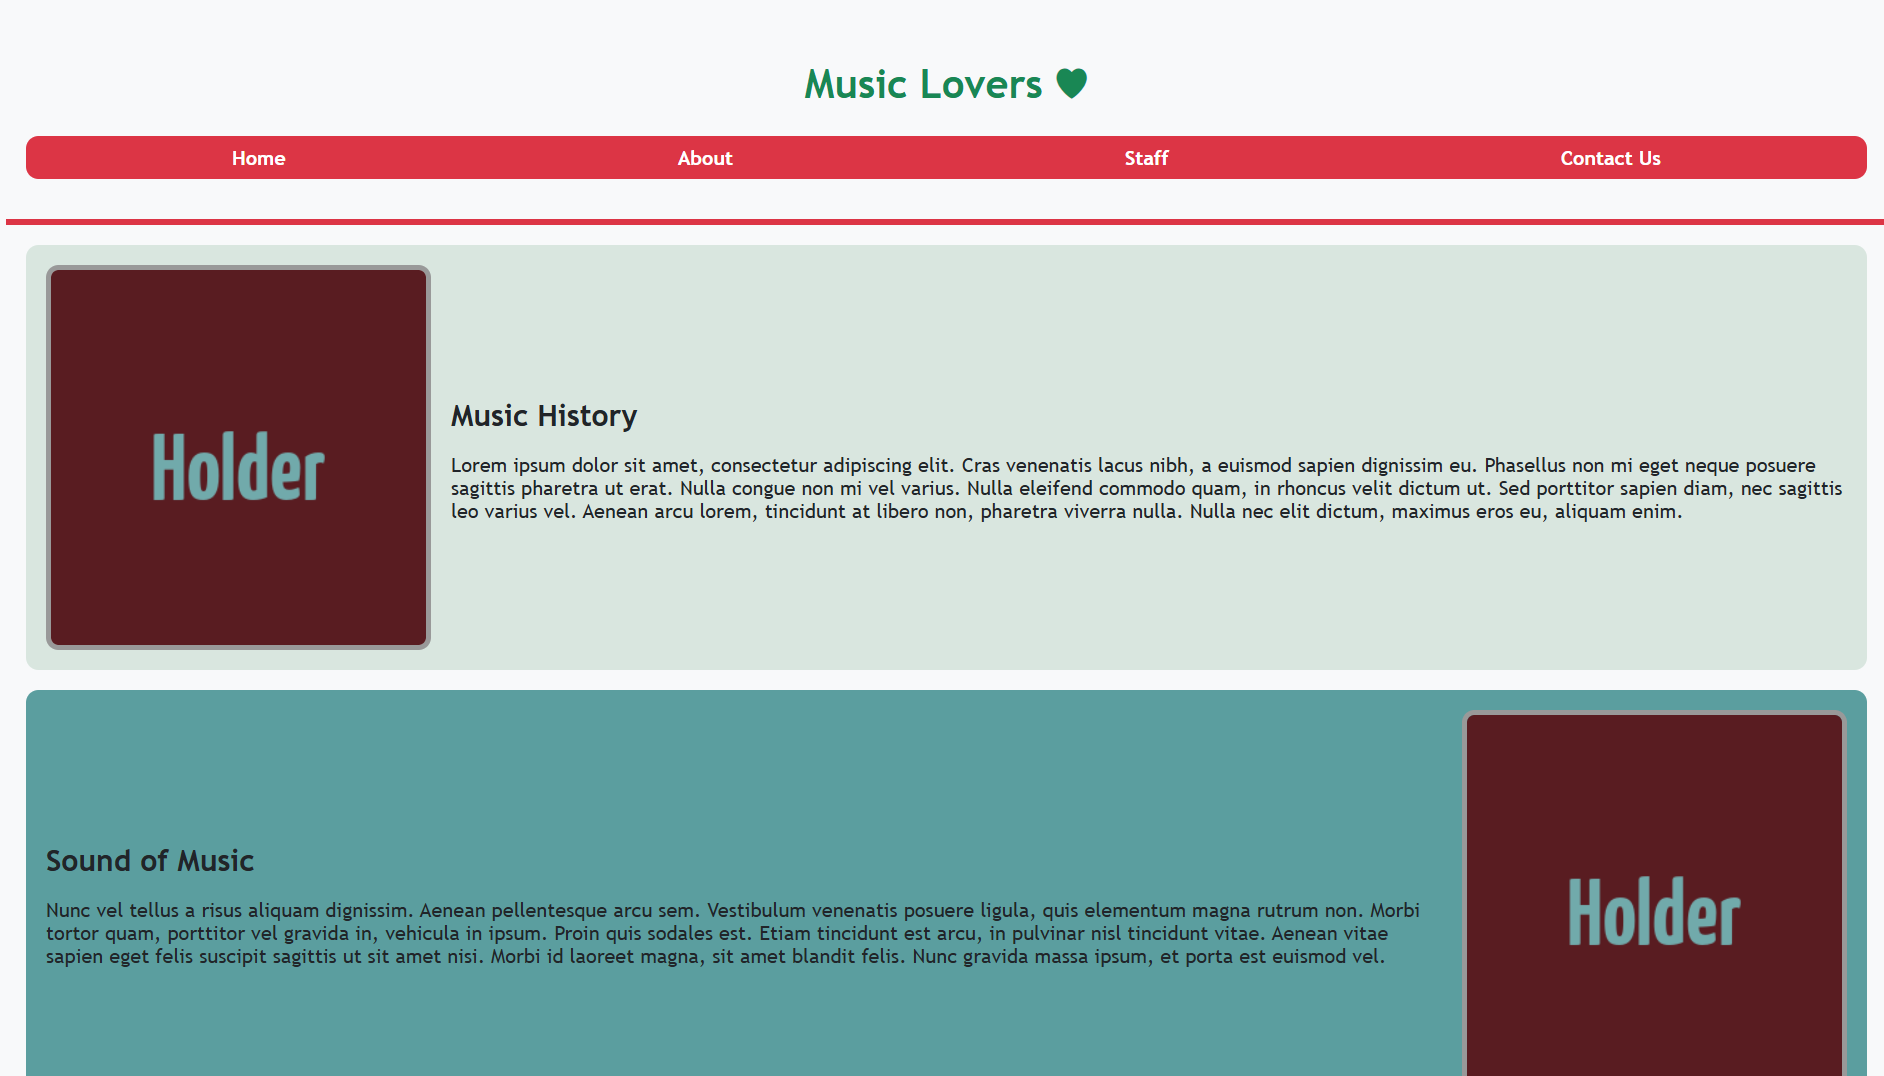 Music Lovers ♥
Home About Staff Contact Us
Holder
Music History
Lorem ipsum dolor sit amet, consectetur adipiscing elit. Cras venenatis lacus nibh, a euismod sapien dignissim eu. Phasellus non mi eget neque posuere
sagittis pharetra ut erat. Nulla congue non mi vel varius. Nulla eleifend commodo quam, in rhoncus velit dictum ut. Sed porttitor sapien diam, nec sagittis
leo varius vel. Aenean arcu lorem, tincidunt at libero non, pharetra viverra nulla. Nulla nec elit dictum, maximus eros eu, aliquam enim.
Sound of Music
Nunc vel tellus a risus aliquam dignissim. Aenean pellentesque arcu sem. Vestibulum venenatis posuere ligula, quis elementum magna rutrum non. Morbi
tortor quam, porttitor vel gravida in, vehicula in ipsum. Proin quis sodales est. Etiam tincidunt est arcu, in pulvinar nisl tincidunt vitae. Aenean vitae
sapien eget felis suscipit sagittis ut sit amet nisi. Morbi id laoreet magna, sit amet blandit felis. Nunc gravida massa ipsum, et porta est euismod vel.
Holder